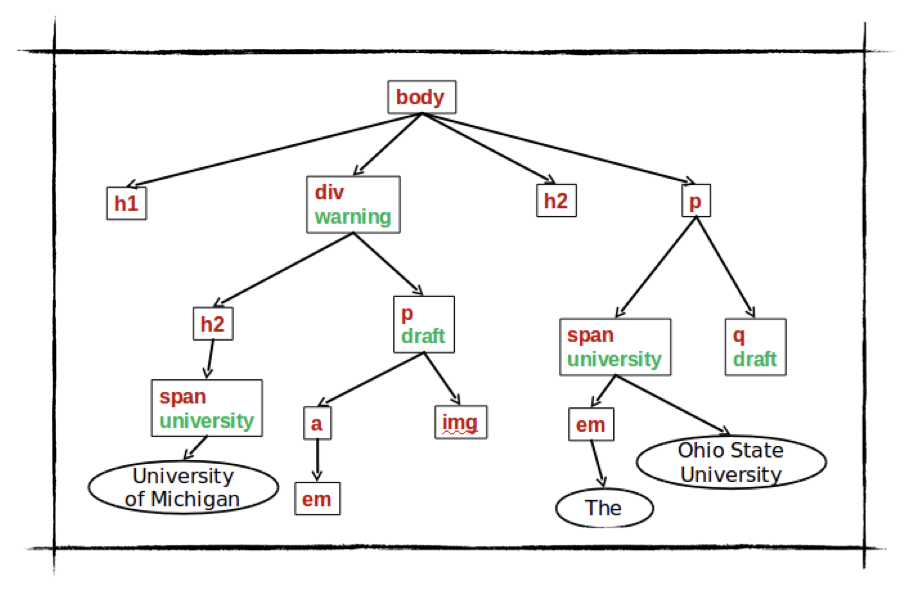 body
h1
div
warning
h2
p
h2
p
draft
span
university
q
draft
span
university
a
img
em
Ohio State
University
University
of Michigan
em
The